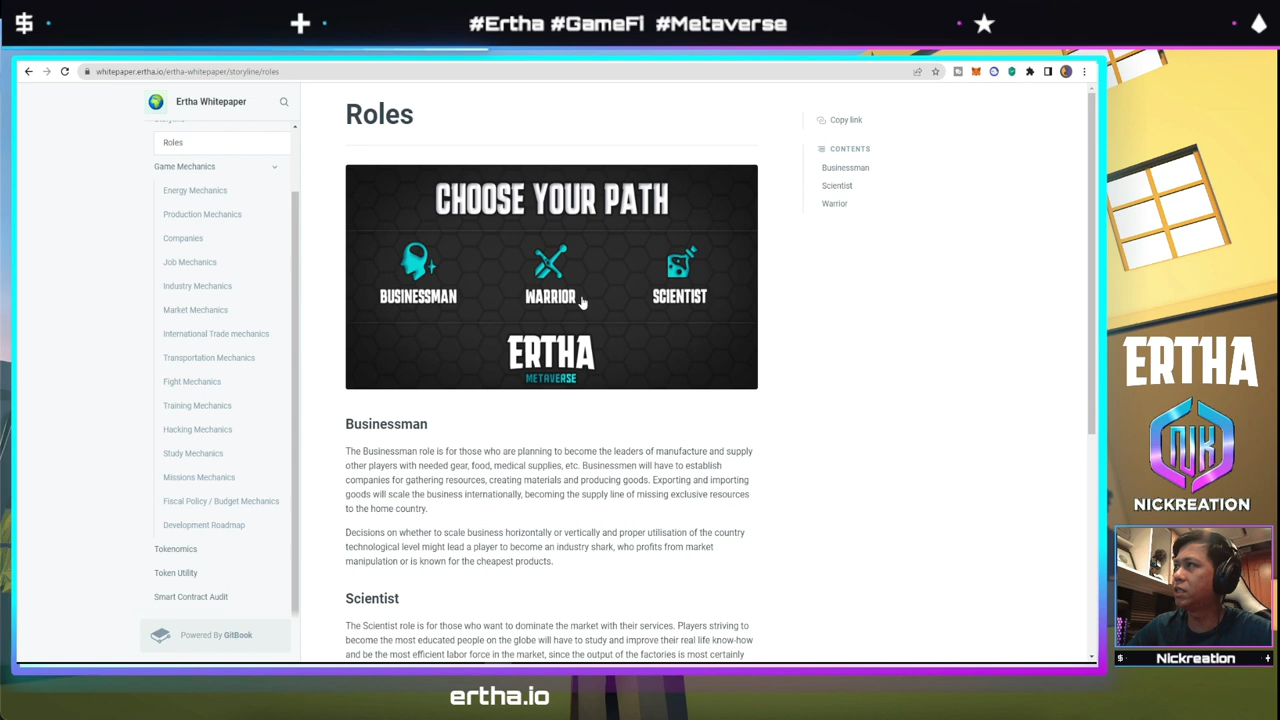 #Ertha #GameFI #Metaverse
whitepaper.ertha.io/ertha-whitepaper/storyline/roles
Ertha Whitepaper
Roles
Game Mechanics
Energy Mechanics
Production Mechanics
Companies
Job Mechanics
Industry Mechanics
Market Mechanics
International Trade mechanics
Transportation Mechanics
Fight Mechanics
Training Mechanics
Hacking Mechanics
Study Mechanics
Missions Mechanics
Fiscal Policy / Budget Mechanics
Development Roadmap
Tokenomics
Token Utility
Smart Contract Audit
Powered By GitBook
Roles
CHOOSE YOUR PATH
BUSINESSMAN
WARRIOR
SCIENTIST
ERTHA
METAVERSE
Businessman
The Businessman role is for those who are planning to become the leaders of manufacture and supply
other players with needed gear, food, medical supplies, etc. Businessmen will have to establish
companies for gathering resources, creating materials and producing goods. Exporting and importing
goods will scale the business internationally, becoming the supply line of missing exclusive resources
to the home country.
Decisions on whether to scale business horizontally or vertically and proper utilisation of the country
technological level might lead a player to become an industry shark, who profits from market
manipulation or is known for the cheapest products.
Scientist
The Scientist role is for those who want to dominate the market with their services. Players striving to
become the most educated people on the globe will have to study and improve their real life know-how
and be the most efficient labor force in the market, since the output of the factories is most certainly
Copy link
CONTENTS
Businessman
Scientist
Warrior
ERTHA
NICKREATION
$ Nickreation +
ertha.io